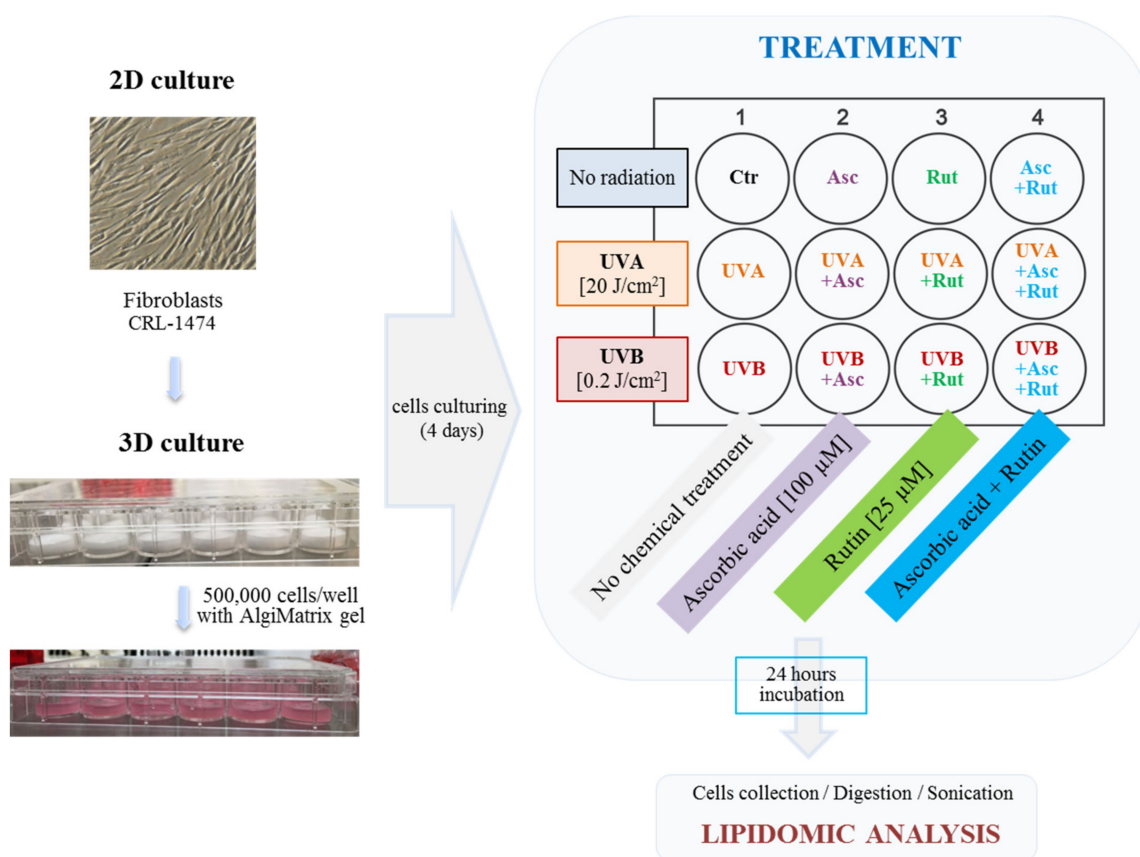 2D culture
Fibroblasts
CRL-1474
3D culture
500,000 cells/well
with AlgiMatrix gel
cells culturing
(4 days)
TREATMENT
1 2 3 4
No radiation
Ctr
Asc
Rut
Asc
+Rut
UVA
[20 J/cm²]
UVA
UVA
+Asc
UVA
+Rut
UVA
+Asc
+Rut
UVB
[0.2 J/cm²]
UVB
UVB
+Asc
UVB
+Rut
UVB
+Asc
+Rut
No chemical treatment
Ascorbic acid [100 µM]
Rutin [25 µM]
Ascorbic acid + Rutin
24 hours
incubation
Cells collection / Digestion / Sonication
LIPIDOMIC ANALYSIS